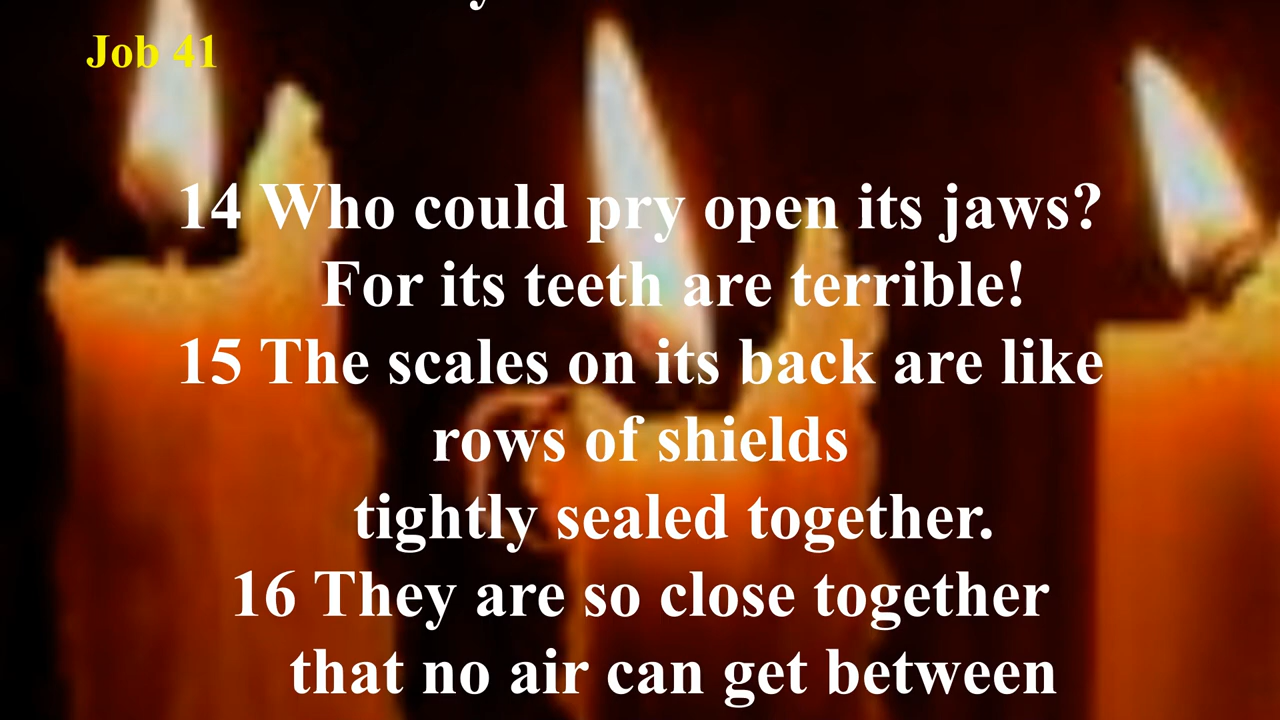 Job 41
14 Who could pry open its jaws?
For its teeth are terrible!
15 The scales on its back are like
rows of shields
tightly sealed together.
16 They are so close together
that no air can get between